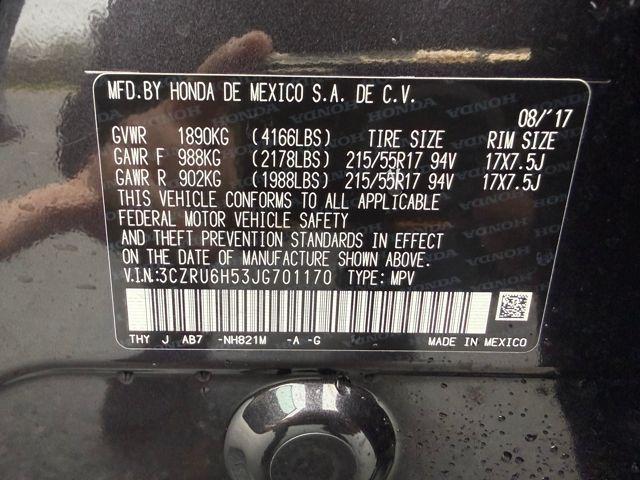 MFD.BY HONDA DE MEXICO S.A. DE C.V.
08/'17
GVWR 1890KG (4166LBS) TIRE SIZE RIM SIZE
GAWR F 988KG (2178LBS) 215/55R17 94V 17X7.5J
GAWR R 902KG (1988LBS) 215/55R17 94V 17X7.5J
THIS VEHICLE CONFORMS TO ALL APPLICABLE
FEDERAL MOTOR VEHICLE SAFETY
AND THEFT PREVENTION STANDARDS IN EFFECT
ON THE DATE OF MANUFACTURE SHOWN ABOVE.
V.I.N.:3CZRU6H53JG701170 TYPE: MPV
THY J AB7 -NH821M -A -G MADE IN MEXICO